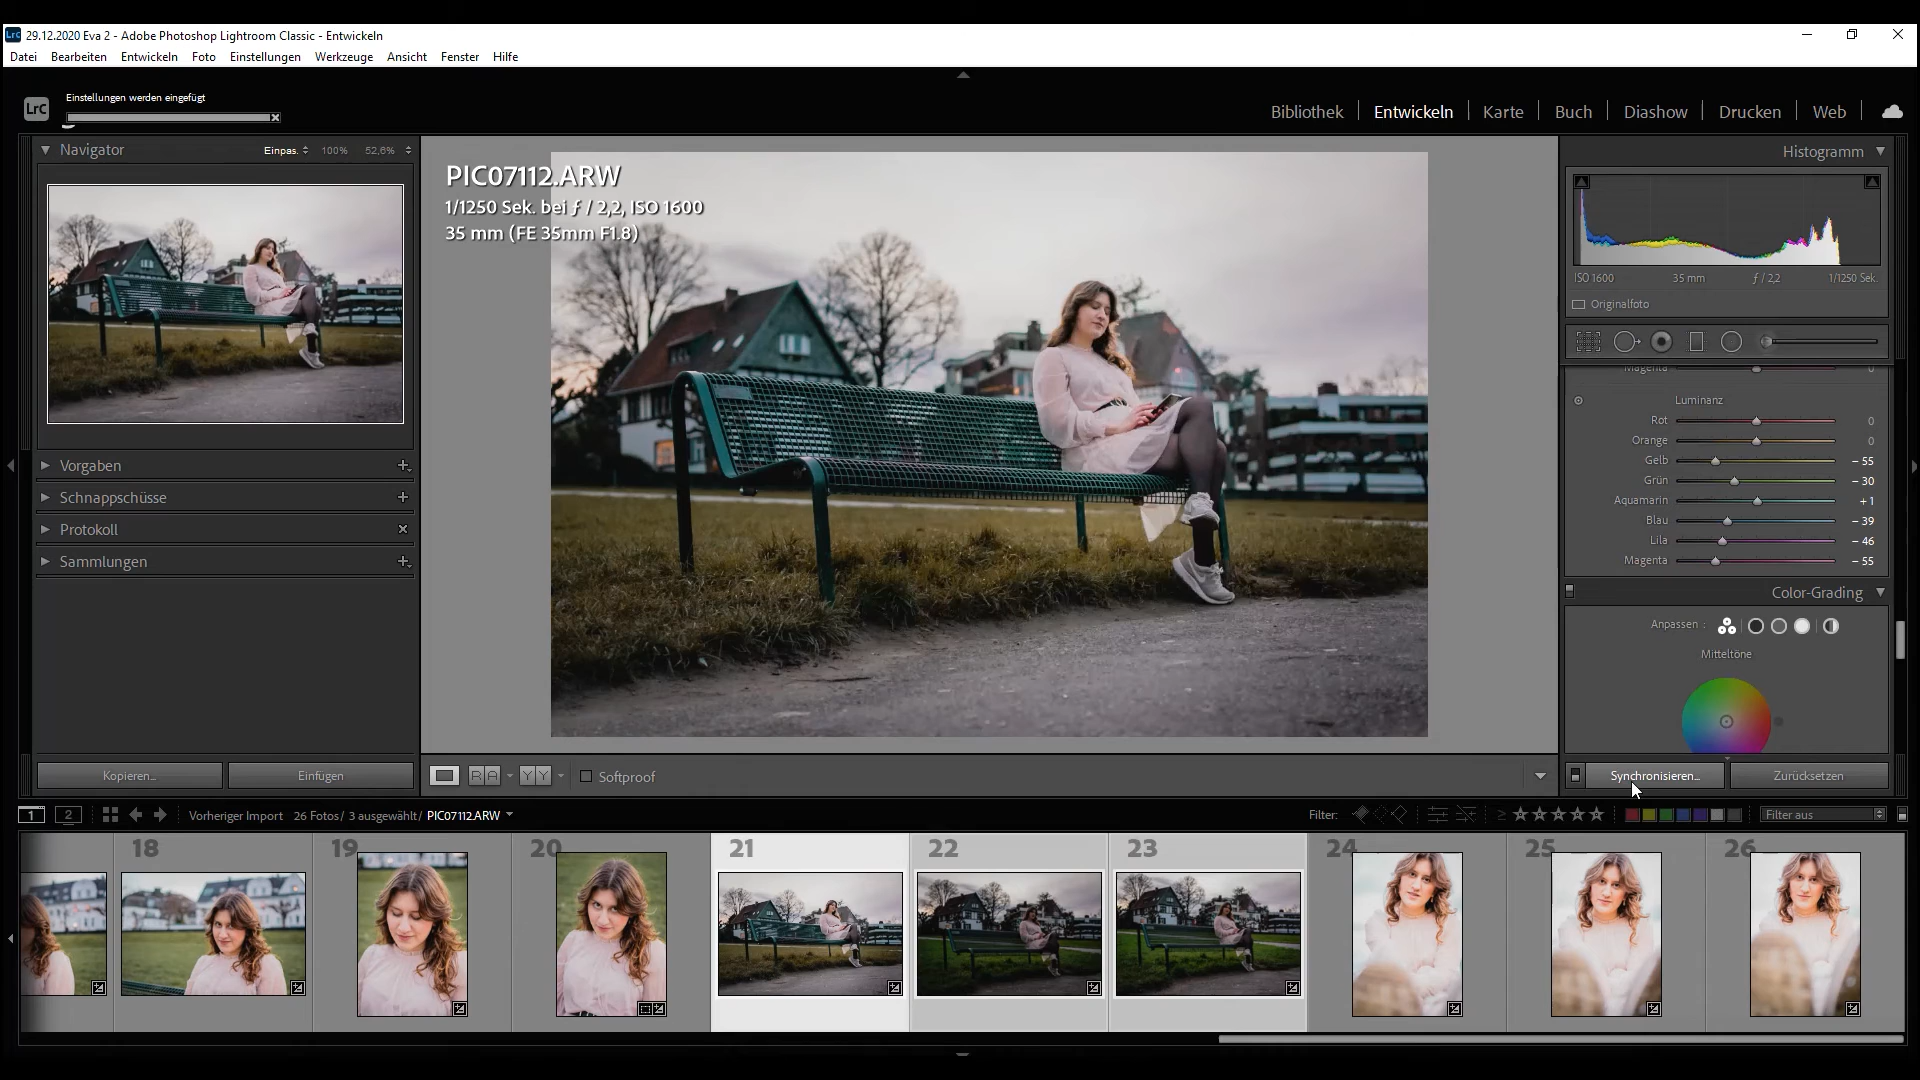 29.12.2020 Eva 2 - Adobe Photoshop Lightroom Classic - Entwickeln
Datei Bearbeiten Entwickeln Foto Einstellungen Werkzeuge Ansicht Fenster Hilfe
LrC Einstellungen werden eingefügt
Bibliothek Entwickeln Karte Buch Diashow Drucken Web
Navigator Einpas. 100% 52,6%
Histogramm
PIC07112.ARW
1/1250 Sek. bei ƒ / 2,2, ISO 1600
35 mm (FE 35mm F1.8)
ISO 1600 35 mm ƒ / 2,2 1/1250 Sek.
Originalfoto
Magenta 0
Luminanz
Rot 0
Orange 0
Gelb - 55
Grün - 30
Aquamarin + 1
Blau - 39
Lila - 46
Magenta - 55
Color-Grading
Anpassen :
Mitteltöne
Vorgaben
Schnappschüsse
Protokoll
Sammlungen
Kopieren... Einfügen
R A Y Y Softproof
Synchronisieren... Zurücksetzen
1 2 Vorheriger Import 26 Fotos/ 3 ausgewählt/ PIC07112.ARW Filter: Filter aus
18 19 20 21 22 23 24 25 26